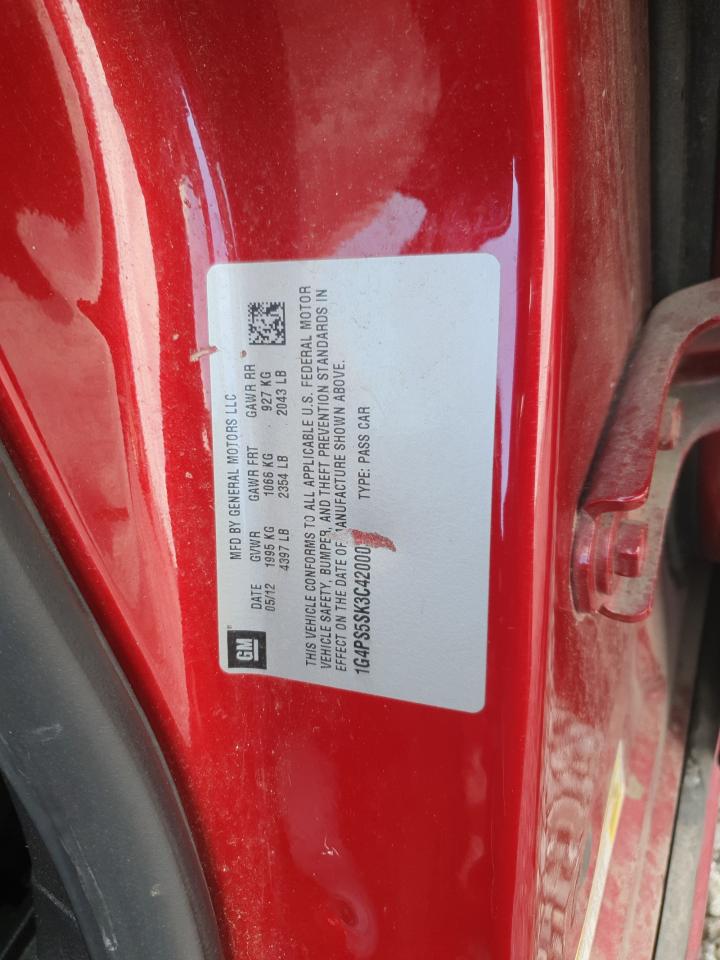 GM
MFD BY GENERAL MOTORS LLC
DATE GVWR GAWR FRT GAWR RR
05/12 1995 KG 1066 KG 927 KG
4397 LB 2354 LB 2043 LB
THIS VEHICLE CONFORMS TO ALL APPLICABLE U.S. FEDERAL MOTOR
VEHICLE SAFETY, BUMPER, AND THEFT PREVENTION STANDARDS IN
EFFECT ON THE DATE OF MANUFACTURE SHOWN ABOVE.
1G4PS5SK3C42000 TYPE: PASS CAR